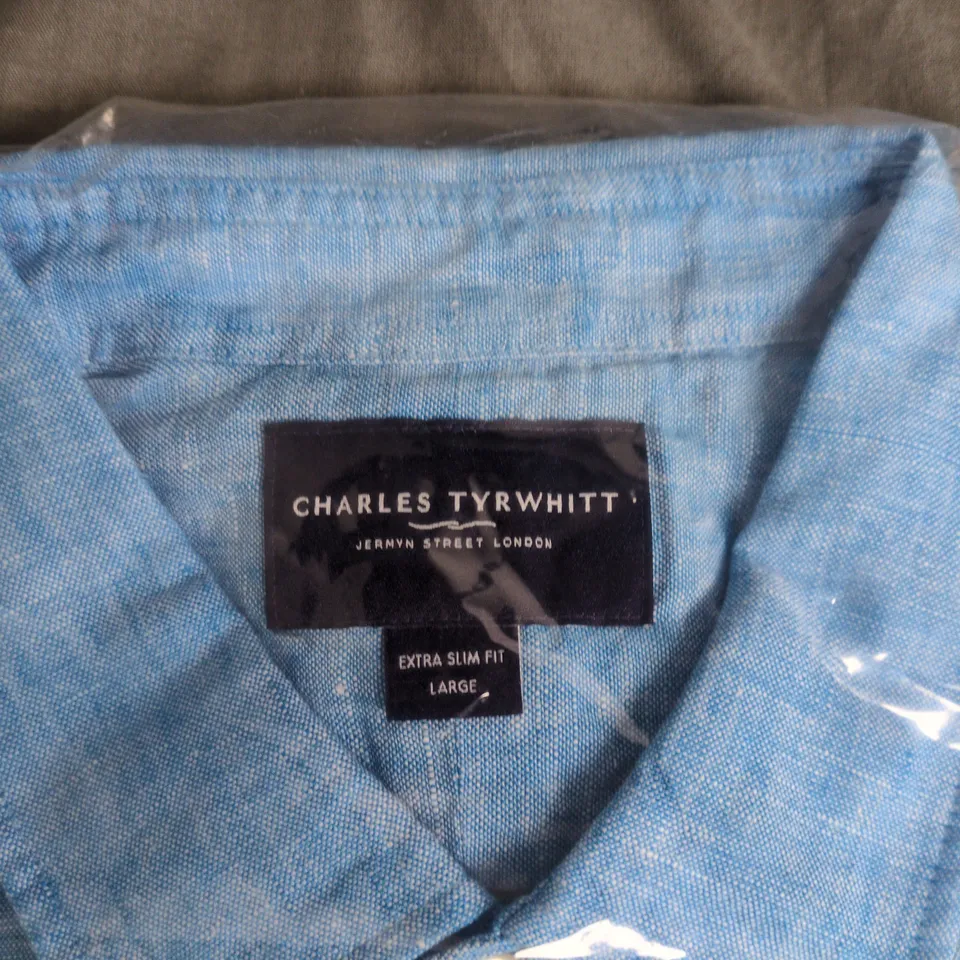 CHARLES TYRWHITT
JERMYN STREET LONDON
EXTRA SLIM FIT
LARGE